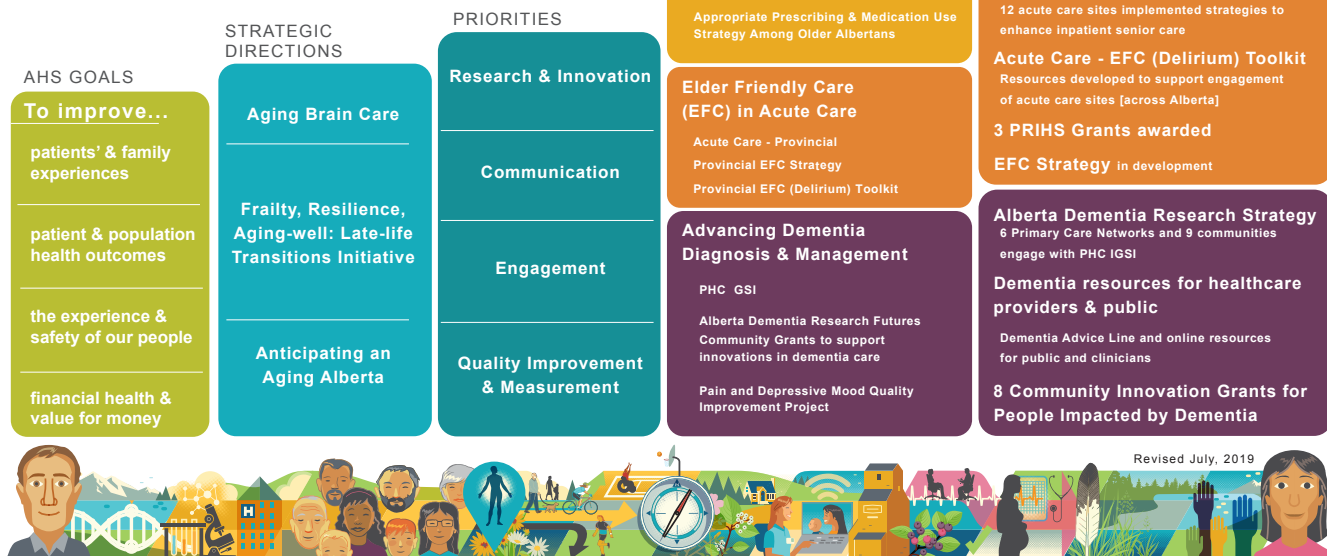 AHS GOALS
To improve...
patients' & family
experiences
patient & population
health outcomes
the experience &
safety of our people
financial health &
value for money
STRATEGIC
DIRECTIONS
Aging Brain Care
Frailty, Resilience,
Aging-well: Late-life
Transitions Initiative
Anticipating an
Aging Alberta
PRIORITIES
Research & Innovation
Communication
Engagement
Quality Improvement
& Measurement
Appropriate Prescribing & Medication Use
Strategy Among Older Albertans
Elder Friendly Care
(EFC) in Acute Care
Acute Care - Provincial
Provincial EFC Strategy
Provincial EFC (Delirium) Toolkit
Advancing Dementia
Diagnosis & Management
PHC GSI
Alberta Dementia Research Futures
Community Grants to support
innovations in dementia care
Pain and Depressive Mood Quality
Improvement Project
12 acute care sites implemented strategies to
enhance inpatient senior care
Acute Care - EFC (Delirium) Toolkit
Resources developed to support engagement
of acute care sites [across Alberta]
3 PRIHS Grants awarded
EFC Strategy in development
Alberta Dementia Research Strategy
6 Primary Care Networks and 9 communities
engage with PHC IGSI
Dementia resources for healthcare
providers & public
Dementia Advice Line and online resources
for public and clinicians
8 Community Innovation Grants for
People Impacted by Dementia
Revised July, 2019
H